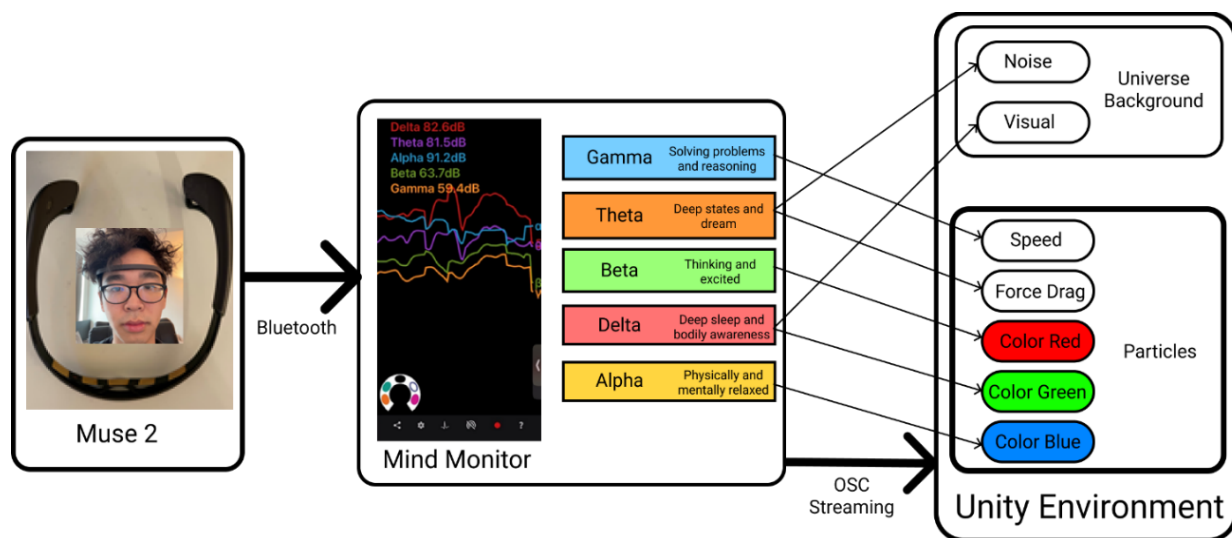 Muse 2
Bluetooth
Delta 82.6dB
Theta 81.5dB
Alpha 91.2dB
Beta 63.7dB
Gamma 59.4dB
?
Mind Monitor
Gamma
Solving problems
and reasoning
Theta
Deep states and
dream
Beta
Thinking and
excited
Delta
Deep sleep and
bodily awareness
Alpha
Physically and
mentally relaxed
OSC
Streaming
Noise
Visual
Universe
Background
Speed
Force Drag
Color Red
Color Green
Color Blue
Particles
Unity Environment